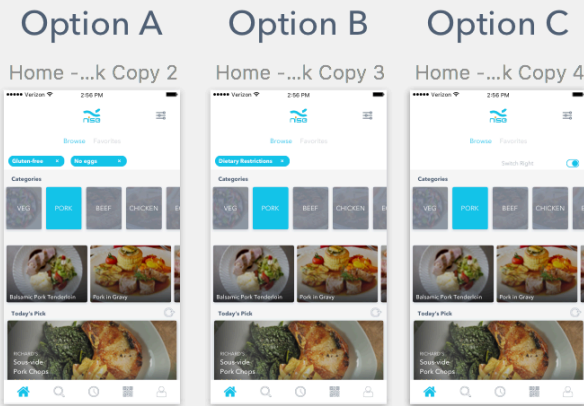 Option A
Option B
Option C
Home -...k Copy 2
Home -...k Copy 3
Home -...k Copy 4
Verizon 2:56 PM
nisa
Browse Favorites
Gluten-free × No eggs ×
Categories
VEG PORK BEEF CHICKEN
Balsamic Pork Tenderloin Pork in Gravy
Today's Pick
RICHARD'S
Sous-vide
Pork Chops
Verizon 2:56 PM
Browse Favorites
Dietary Restrictions ×
Categories
VEG PORK BEEF CHICKEN
Balsamic Pork Tenderloin Pork in Gravy
Today's Pick
RICHARD'S
Sous-vide
Pork Chops
Verizon 2:56 PM
Browse Favorites
Switch Right
Categories
VEG PORK BEEF CHICKEN
Balsamic Pork Tenderloin Pork in Gravy
Today's Pick
RICHARD'S
Sous-vide
Pork Chops